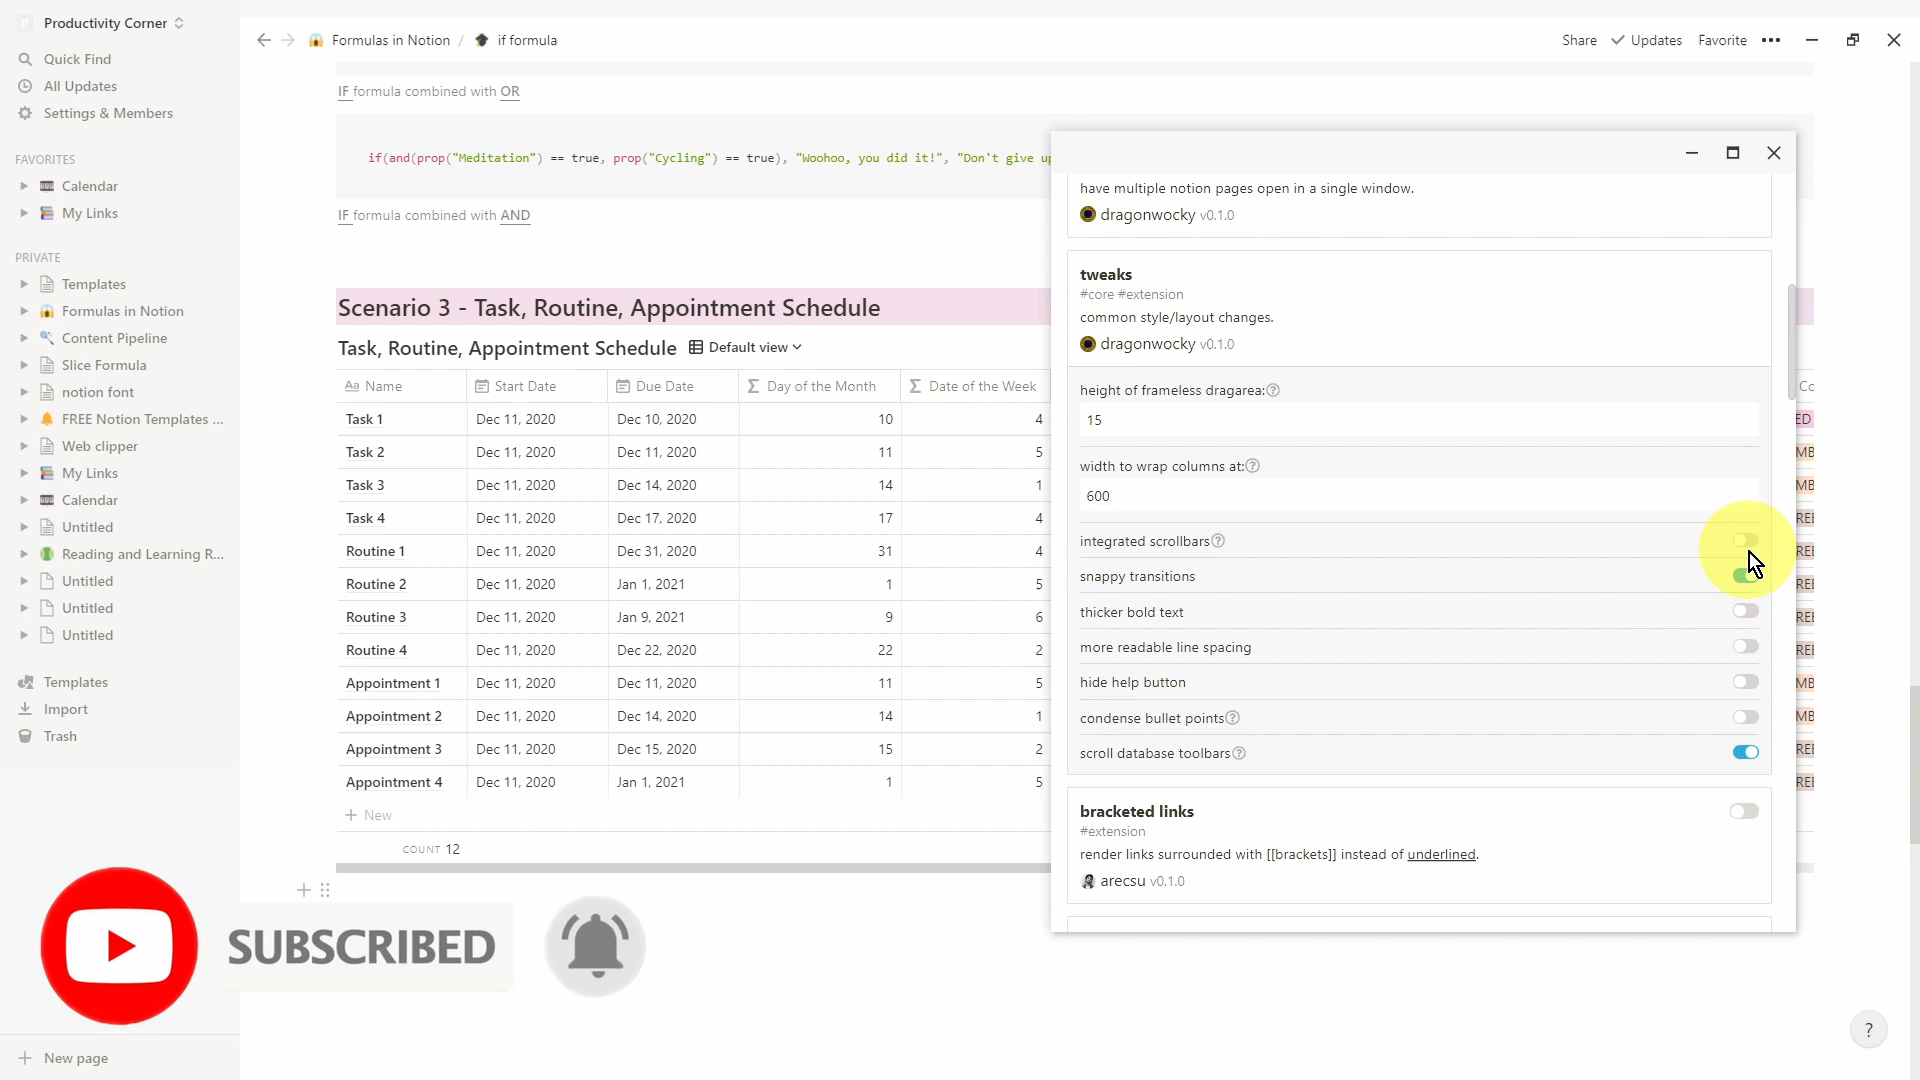 Productivity Corner
Quick Find
All Updates
Settings & Members
FAVORITES
Calendar
My Links
PRIVATE
Templates
Formulas in Notion
Content Pipeline
Slice Formula
notion font
FREE Notion Templates ...
Web clipper
My Links
Calendar
Untitled
Reading and Learning R...
Untitled
Untitled
Untitled
Templates
Import
Trash
New page
Formulas in Notion / if formula
Share Updates Favorite
IF formula combined with OR
if(and(prop("Meditation") == true, prop("Cycling") == true), "Woohoo, you did it!", "Don't give up
IF formula combined with AND
Scenario 3 - Task, Routine, Appointment Schedule
Task, Routine, Appointment Schedule Default view
Aa Name Start Date Due Date Σ Day of the Month Σ Date of the Week
Task 1 Dec 11, 2020 Dec 10, 2020 10 4
Task 2 Dec 11, 2020 Dec 11, 2020 11 5
Task 3 Dec 11, 2020 Dec 14, 2020 14 1
Task 4 Dec 11, 2020 Dec 17, 2020 17 4
Routine 1 Dec 11, 2020 Dec 31, 2020 31 4
Routine 2 Dec 11, 2020 Jan 1, 2021 1 5
Routine 3 Dec 11, 2020 Jan 9, 2021 9 6
Routine 4 Dec 11, 2020 Dec 22, 2020 22 2
Appointment 1 Dec 11, 2020 Dec 11, 2020 11 5
Appointment 2 Dec 11, 2020 Dec 14, 2020 14 1
Appointment 3 Dec 11, 2020 Dec 15, 2020 15 2
Appointment 4 Dec 11, 2020 Jan 1, 2021 1 5
+ New
COUNT 12
SUBSCRIBED
have multiple notion pages open in a single window.
dragonwocky v0.1.0
tweaks
#core #extension
common style/layout changes.
dragonwocky v0.1.0
height of frameless dragarea:?
15
width to wrap columns at:?
600
integrated scrollbars?
snappy transitions
thicker bold text
more readable line spacing
hide help button
condense bullet points?
scroll database toolbars?
bracketed links
#extension
render links surrounded with [[brackets]] instead of underlined.
arecsu v0.1.0
?